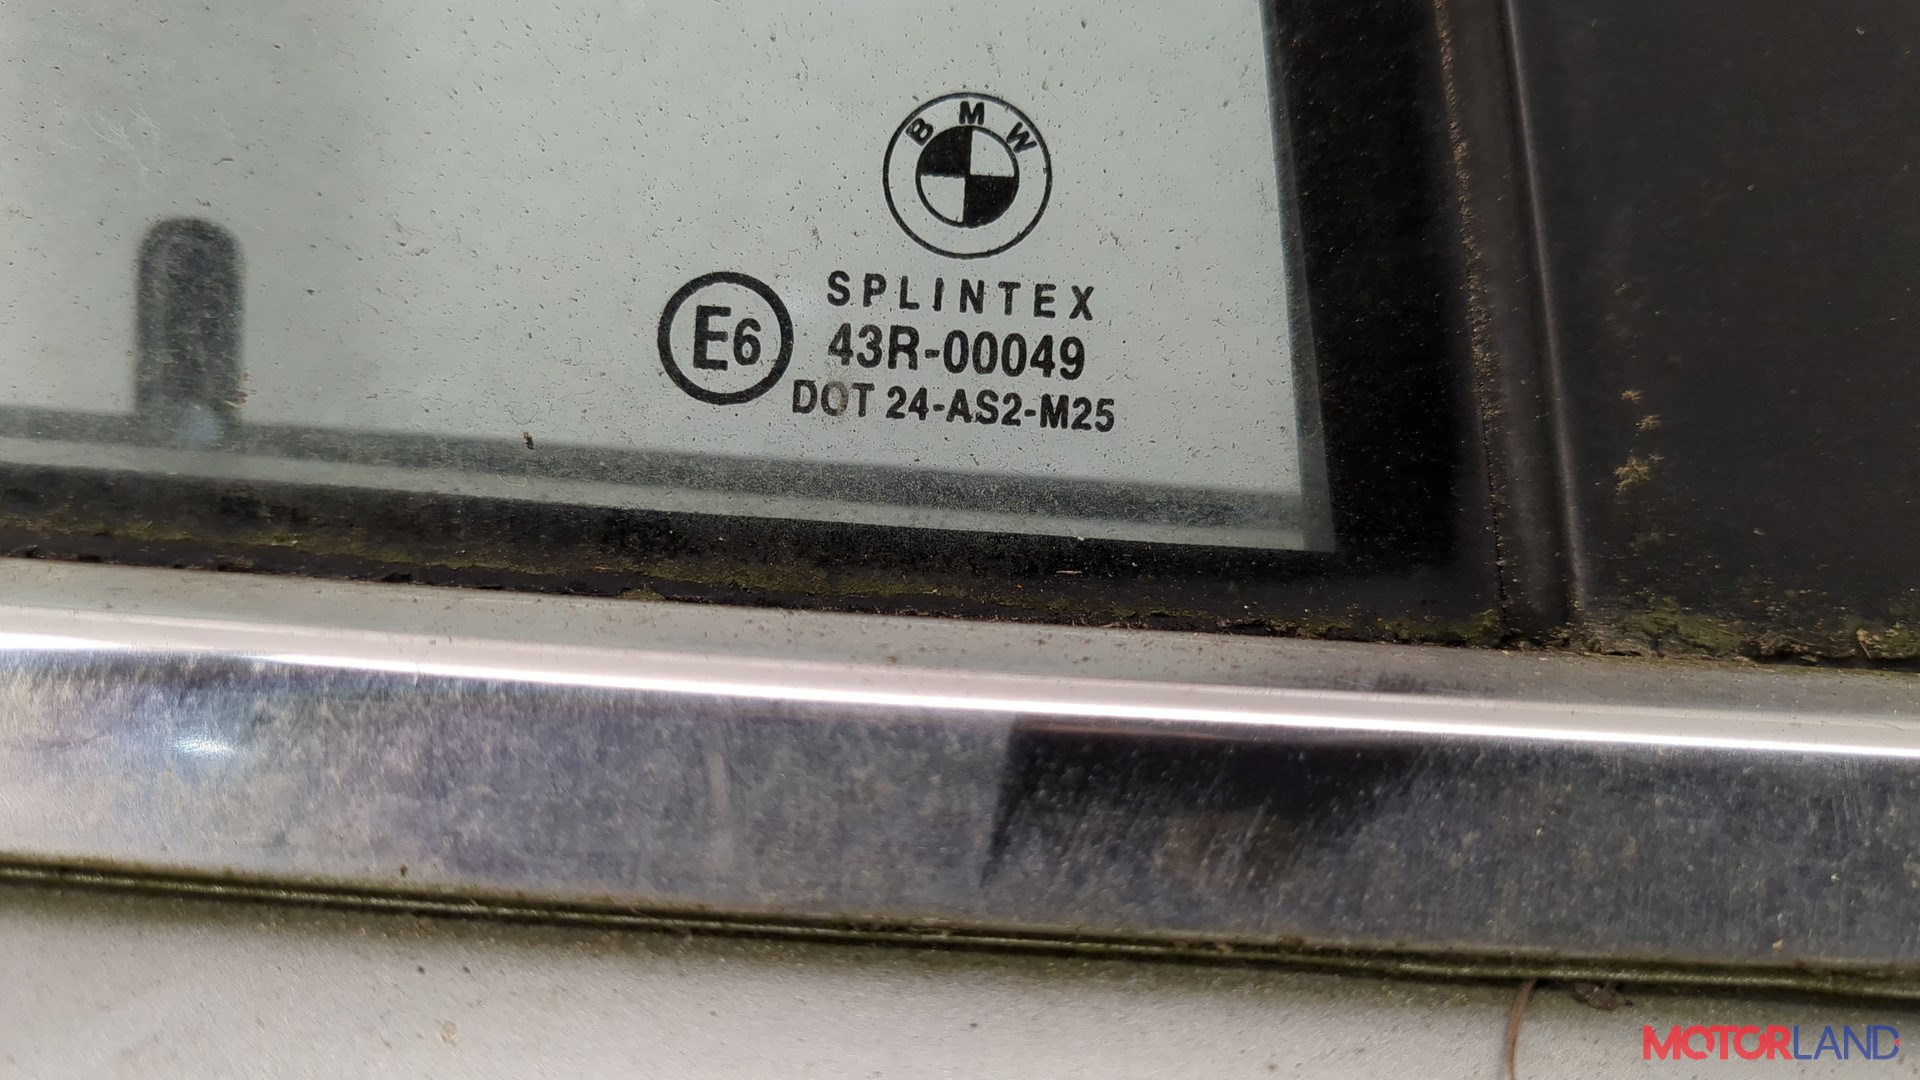 BMW
SPLINTEX
E6
43R-00049
DOT 24-AS2-M25
MOTORLAND